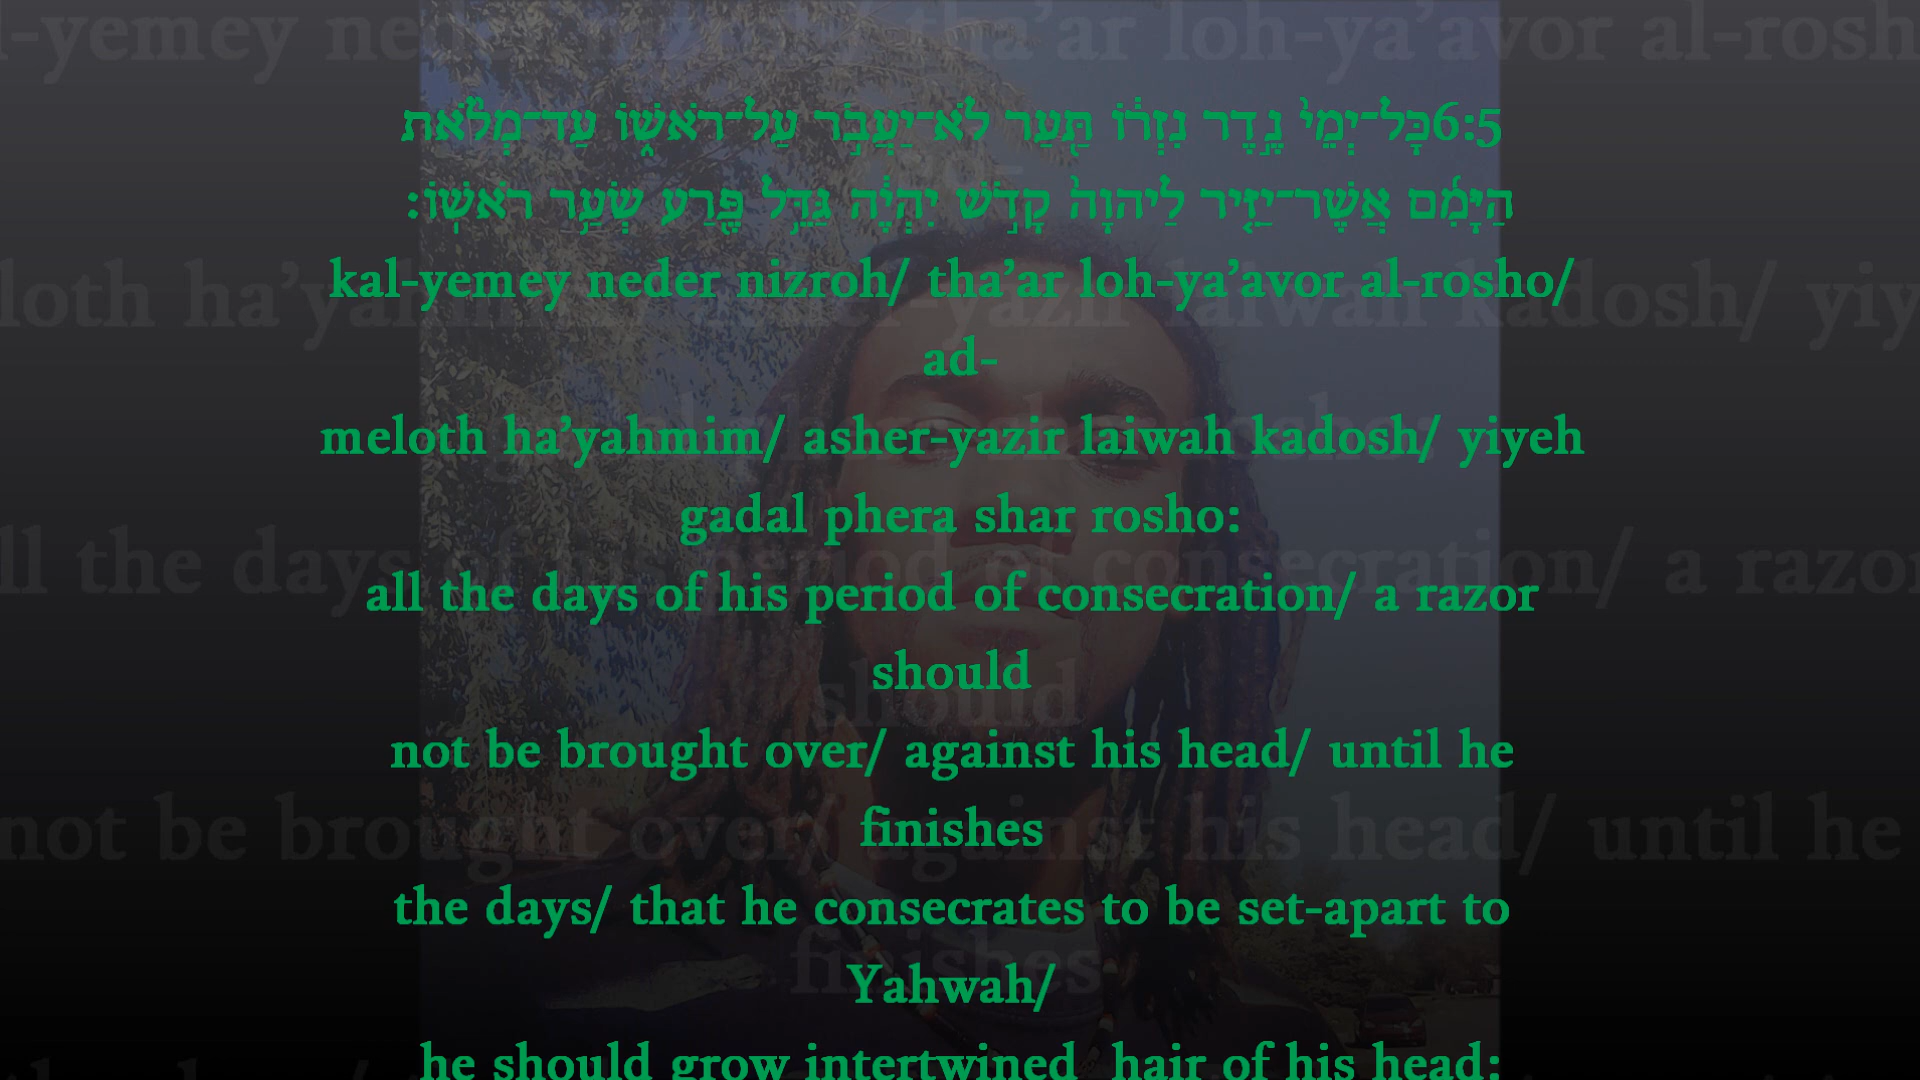 6:5כָּל־יְמֵי֙ נֶ֣דֶר נִזְר֔וֹ תַּ֖עַר לֹא־יַעֲבֹ֣ר עַל־רֹאשׁ֑וֹ עַד־מְלֹ֨את
הַיָּמִ֜ם אֲשֶׁר־יַזִּ֤יר לַיהוָה֙ קָדֹ֣שׁ יִהְיֶ֔ה גַּדֵּ֥ל פֶּ֖רַע שְׂעַ֥ר רֹאשֽׁוֹ׃
kal-yemey neder nizroh/ tha’ar loh-ya’avor al-rosho/
ad-
meloth ha’yahmim/ asher-yazir laiwah kadosh/ yiyeh
gadal phera shar rosho:
all the days of his period of consecration/ a razor
should
not be brought over/ against his head/ until he
finishes
the days/ that he consecrates to be set-apart to
Yahwah/
he should grow intertwined hair of his head: